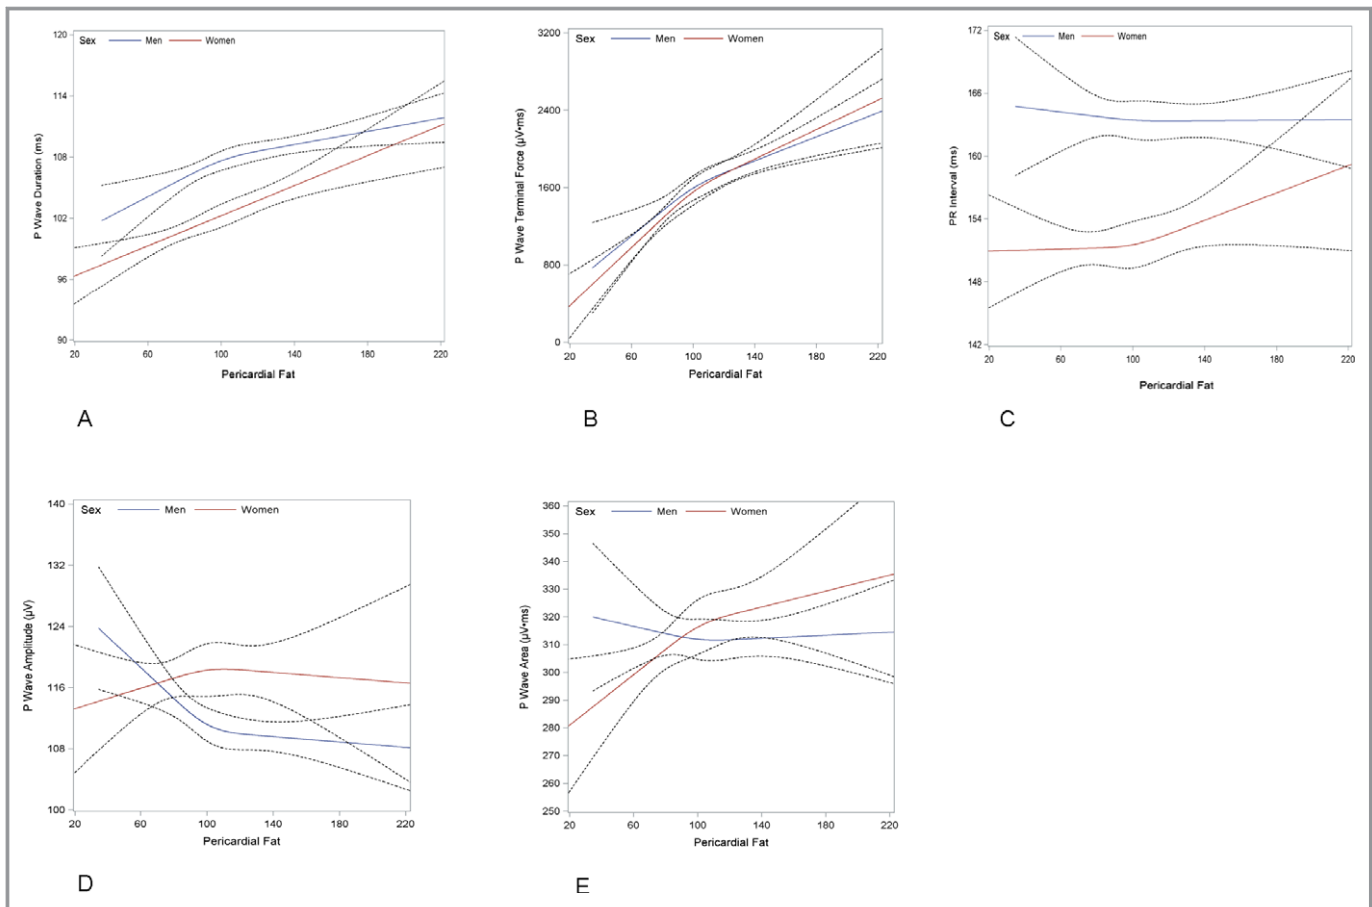 120
Sex Men Women
114
108
102
96
90
P Wave Duration (ms)
20 60 100 140 180 220
Pericardial Fat
A
3200
Sex Men Women
2400
1600
800
0
P Wave Terminal Force (µV•ms)
20 60 100 140 180 220
Pericardial Fat
B
172
Sex Men Women
166
160
154
148
142
PR Interval (ms)
20 60 100 140 180 220
Pericardial Fat
C
140
Sex Men Women
132
124
116
108
100
P Wave Amplitude (µV)
20 60 100 140 180 220
Pericardial Fat
D
360
Sex Men Women
350
340
330
320
310
300
290
280
270
260
250
P Wave Area (µV•ms)
20 60 100 140 180 220
Pericardial Fat
E